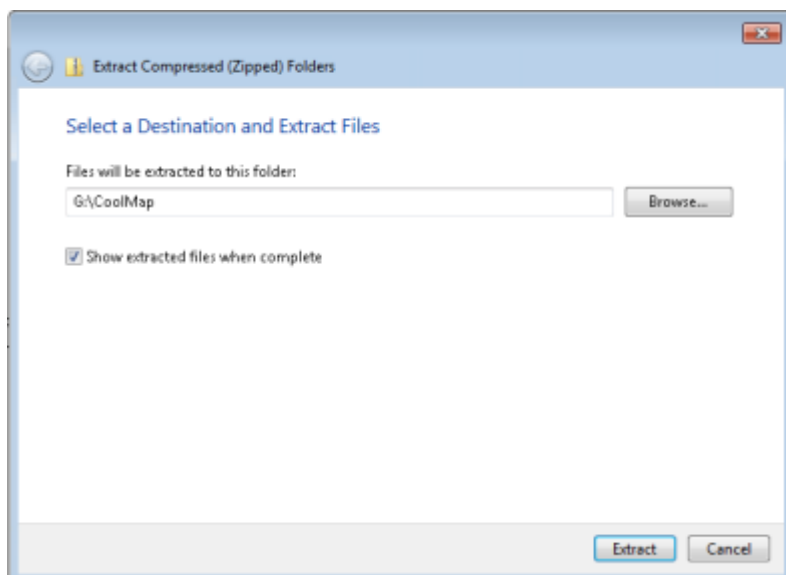 Extract Compressed (Zipped) Folders
Select a Destination and Extract Files
Files will be extracted to this folder:
G:\CoolMap
Browse...
Show extracted files when complete
Extract
Cancel